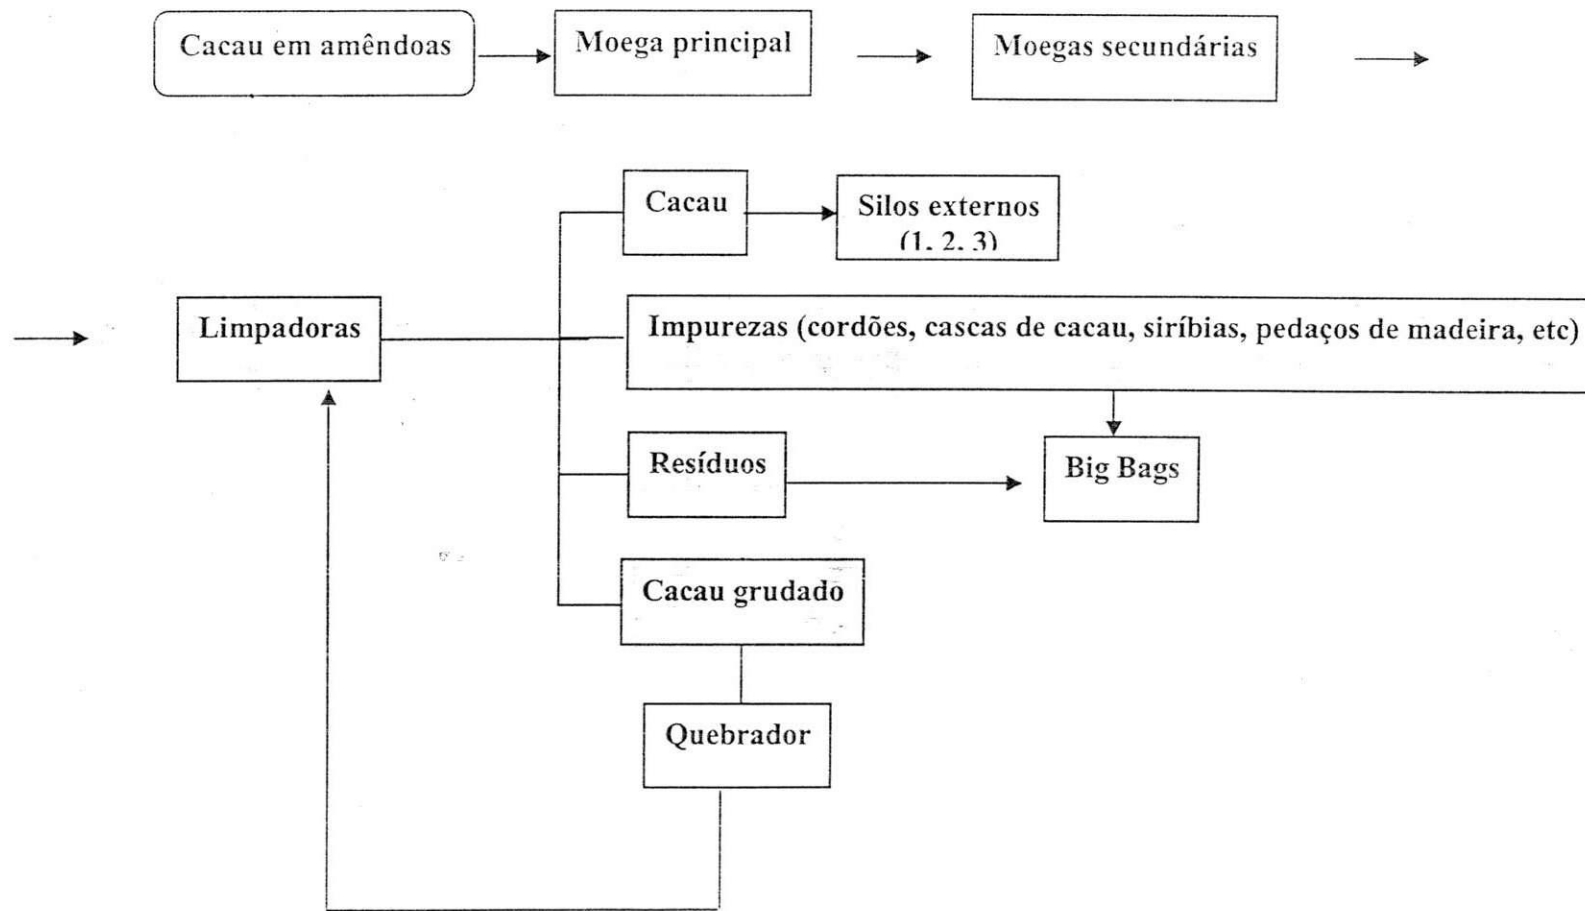 Cacau em amêndoas
Moega principal
Moegas secundárias
Cacau
Silos externos
(1, 2, 3)
Limpadoras
Impurezas (cordões, cascas de cacau, siríbias, pedaços de madeira, etc)
Resíduos
Big Bags
Cacau grudado
Quebrador